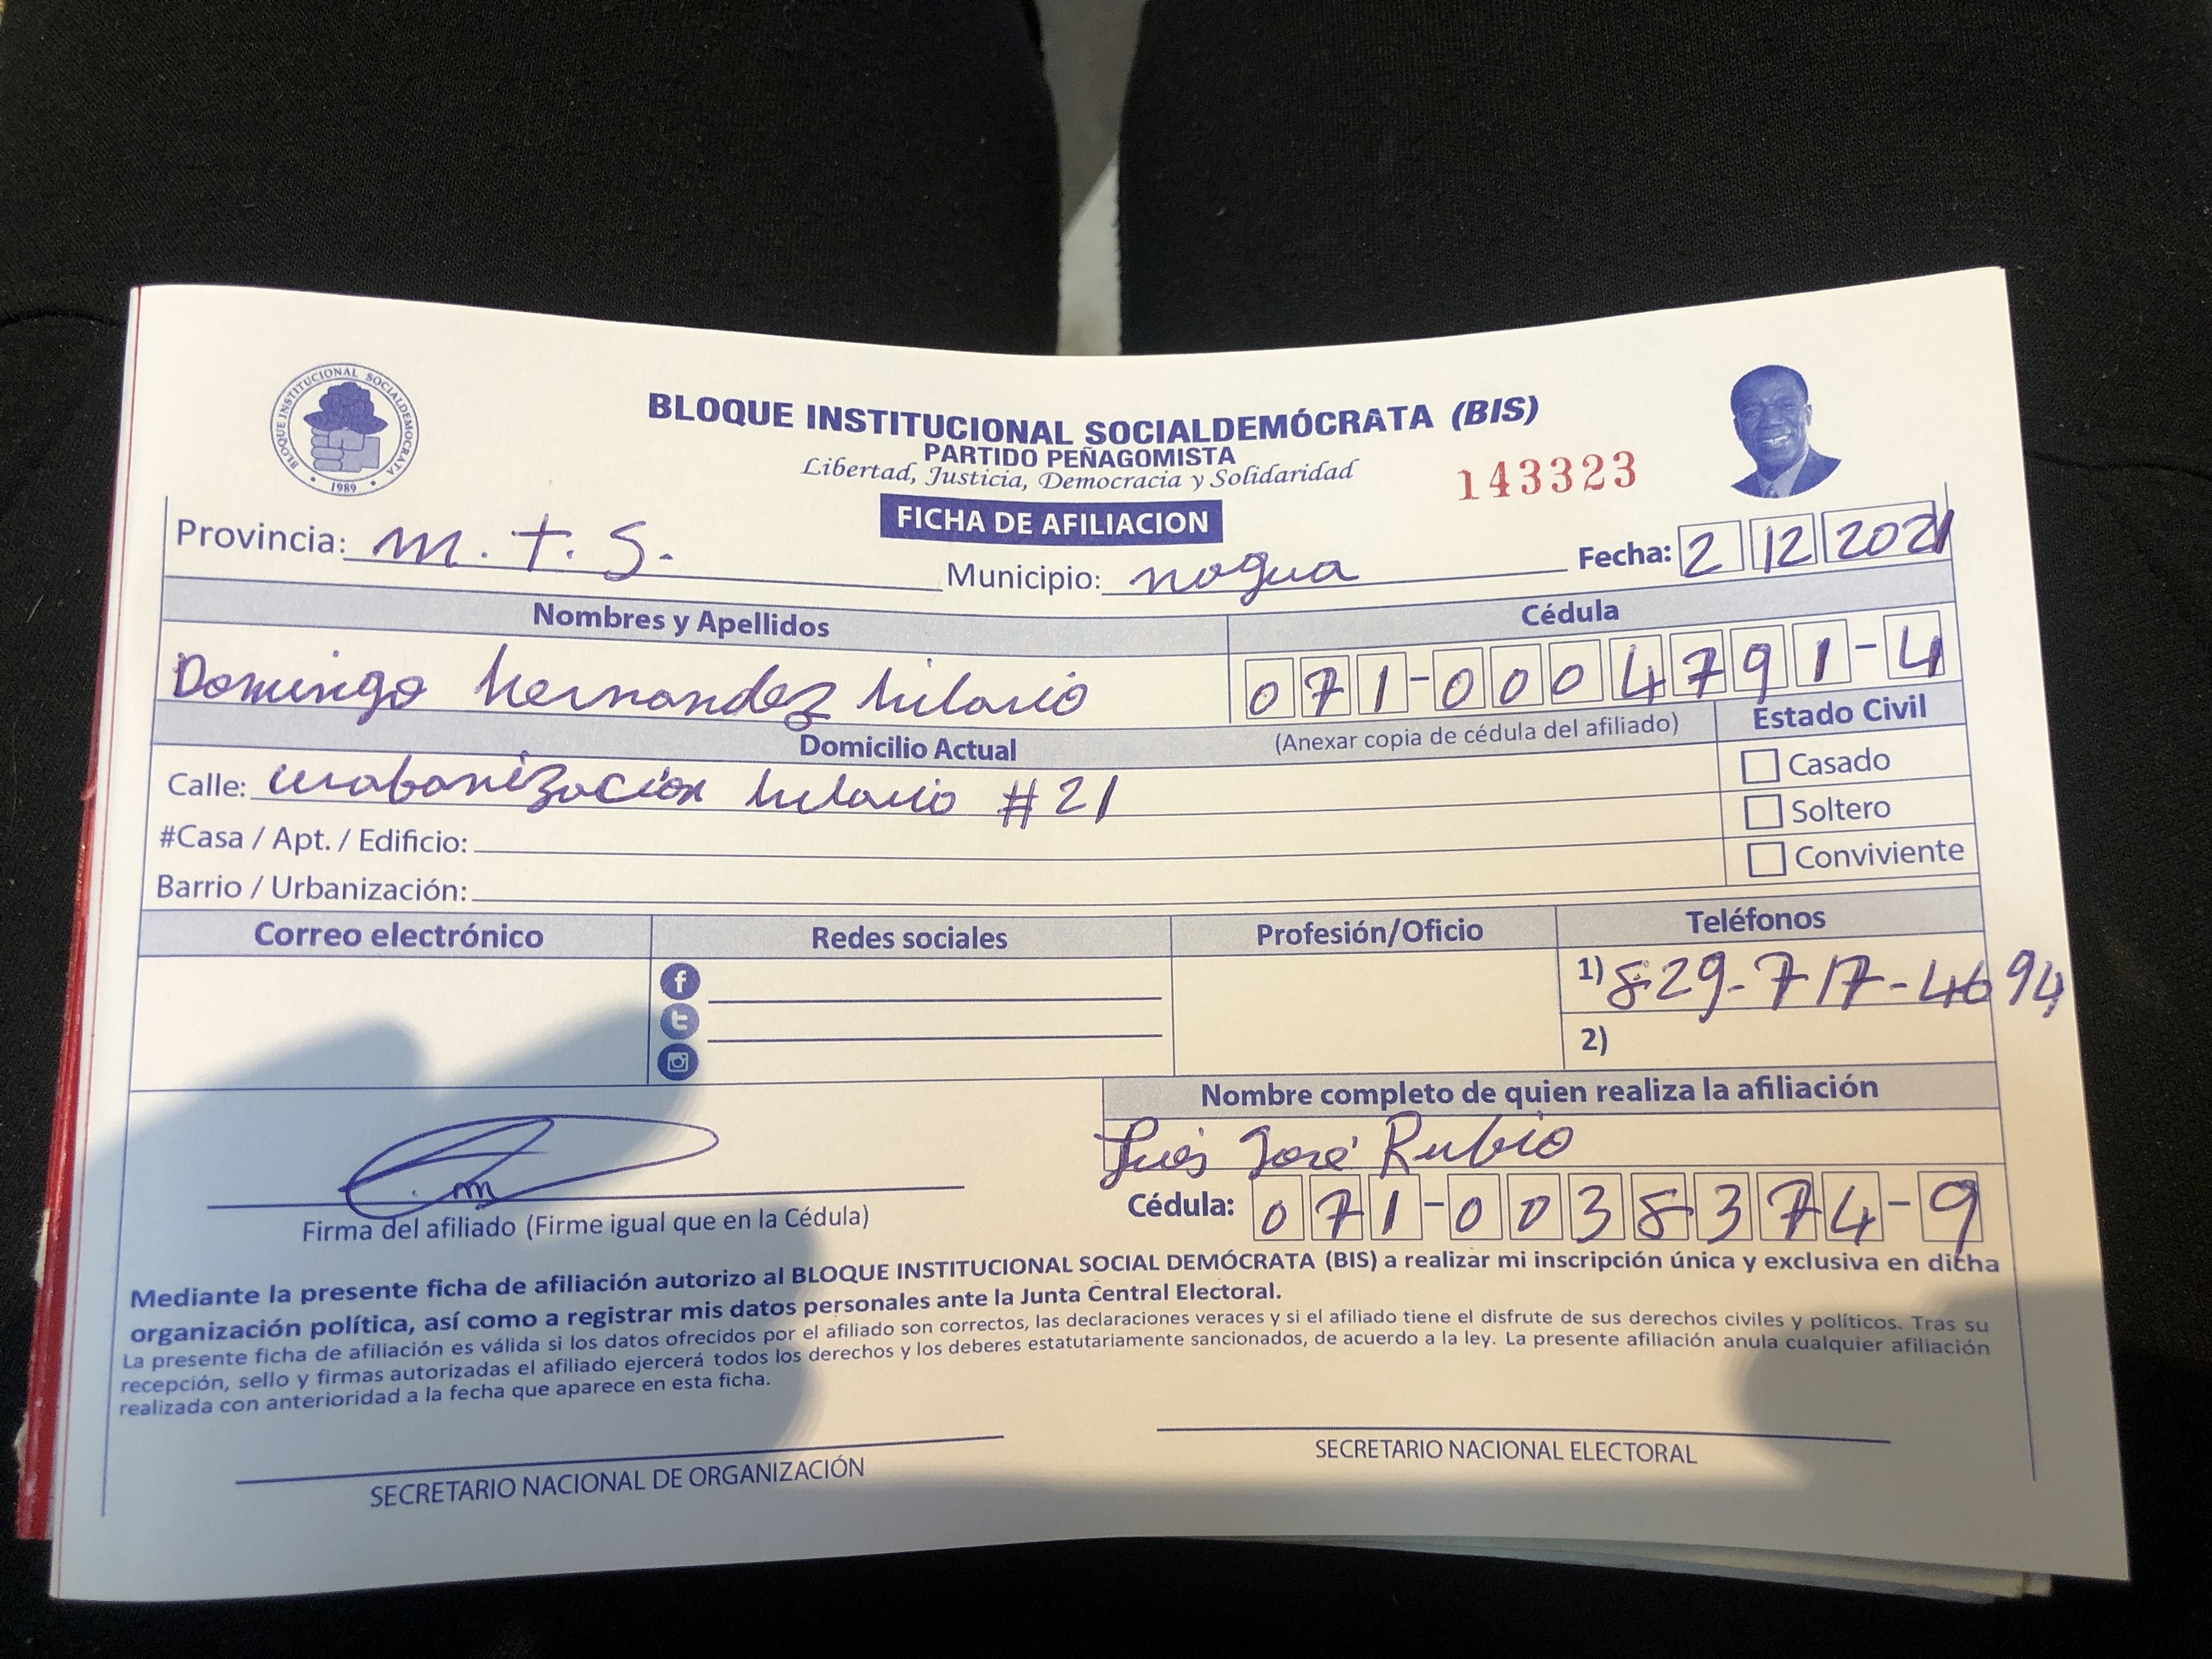 BLOQUE INSTITUCIONAL SOCIALDEMOCRATA
1989
BLOQUE INSTITUCIONAL SOCIALDEMÓCRATA (BIS)
PARTIDO PEÑAGOMISTA
Libertad, Justicia, Democracia y Solidaridad
143323
FICHA DE AFILIACION
Provincia: m. t. S.
Municipio: nagua
Fecha: 2 12 2021
Nombres y Apellidos
Cédula
Domingo hernandez hilario
071-0004791-4
(Anexar copia de cédula del afiliado)
Domicilio Actual
Estado Civil
Calle: urabanización hilario #21
Casado
#Casa / Apt. / Edificio:
Soltero
Barrio / Urbanización:
Conviviente
Correo electrónico
Redes sociales
Profesión/Oficio
Teléfonos
1) 829-717-4694
2)
Nombre completo de quien realiza la afiliación
Luis José Rubio
Cédula: 071-0038374-9
Firma del afiliado (Firme igual que en la Cédula)
Mediante la presente ficha de afiliación autorizo al BLOQUE INSTITUCIONAL SOCIAL DEMÓCRATA (BIS) a realizar mi inscripción única y exclusiva en dicha
organización política, así como a registrar mis datos personales ante la Junta Central Electoral.
La presente ficha de afiliación es válida si los datos ofrecidos por el afiliado son correctos, las declaraciones veraces y si el afiliado tiene el disfrute de sus derechos civiles y políticos. Tras su
recepción, sello y firmas autorizadas el afiliado ejercerá todos los derechos y los deberes estatutariamente sancionados, de acuerdo a la ley. La presente afiliación anula cualquier afiliación
realizada con anterioridad a la fecha que aparece en esta ficha.
SECRETARIO NACIONAL DE ORGANIZACIÓN
SECRETARIO NACIONAL ELECTORAL